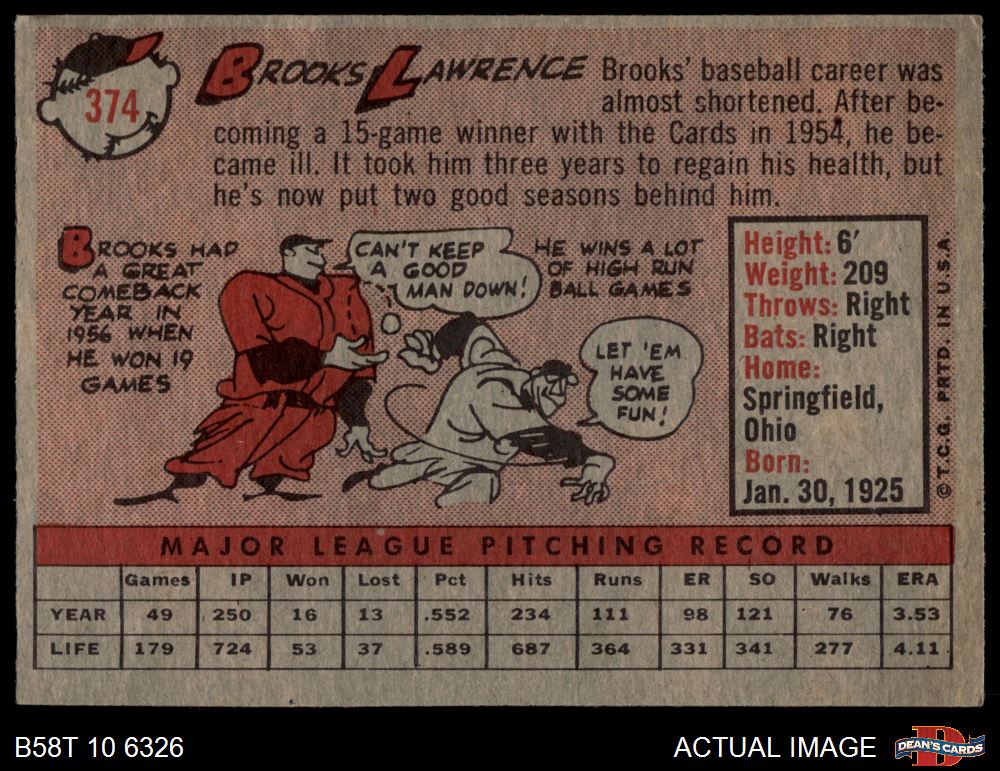 374
BROOKS LAWRENCE Brooks' baseball career was
almost shortened. After be-
coming a 15-game winner with the Cards in 1954, he be-
came ill. It took him three years to regain his health, but
he's now put two good seasons behind him.
BROOKS HAD
A GREAT
COMEBACK
YEAR IN
1956 WHEN
HE WON 19
GAMES
CAN'T KEEP
A GOOD
MAN DOWN!
HE WINS A LOT
OF HIGH RUN
BALL GAMES
LET 'EM
HAVE
SOME
FUN!
Height: 6'
Weight: 209
Throws: Right
Bats: Right
Home:
Springfield,
Ohio
Born:
Jan. 30, 1925
© T.C.G. PRTD. IN U.S.A.
MAJOR LEAGUE PITCHING RECORD
Games IP Won Lost Pct Hits Runs ER SO Walks ERA
YEAR 49 250 16 13 .552 234 111 98 121 76 3.53
LIFE 179 724 53 37 .589 687 364 331 341 277 4.11
B58T 10 6326
ACTUAL IMAGE
D
DEAN'S CARDS